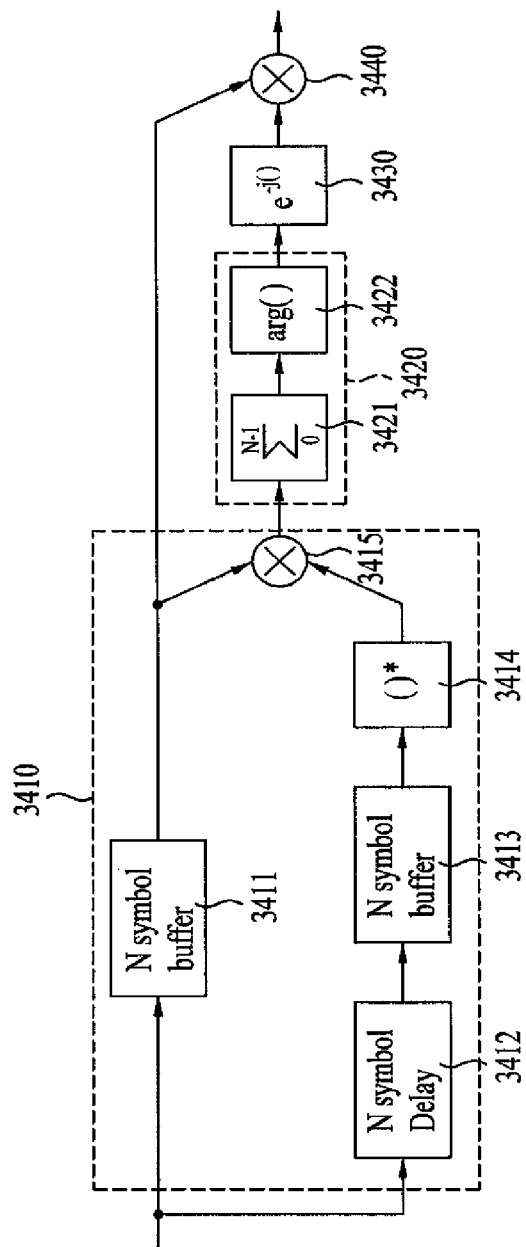 3410
N symbol
buffer
3411
N symbol
Delay
3412
N symbol
buffer
3413
()*
3414
3415
N-1
Σ
0
3421
arg()
3422
3420
e-j()
3430
3440